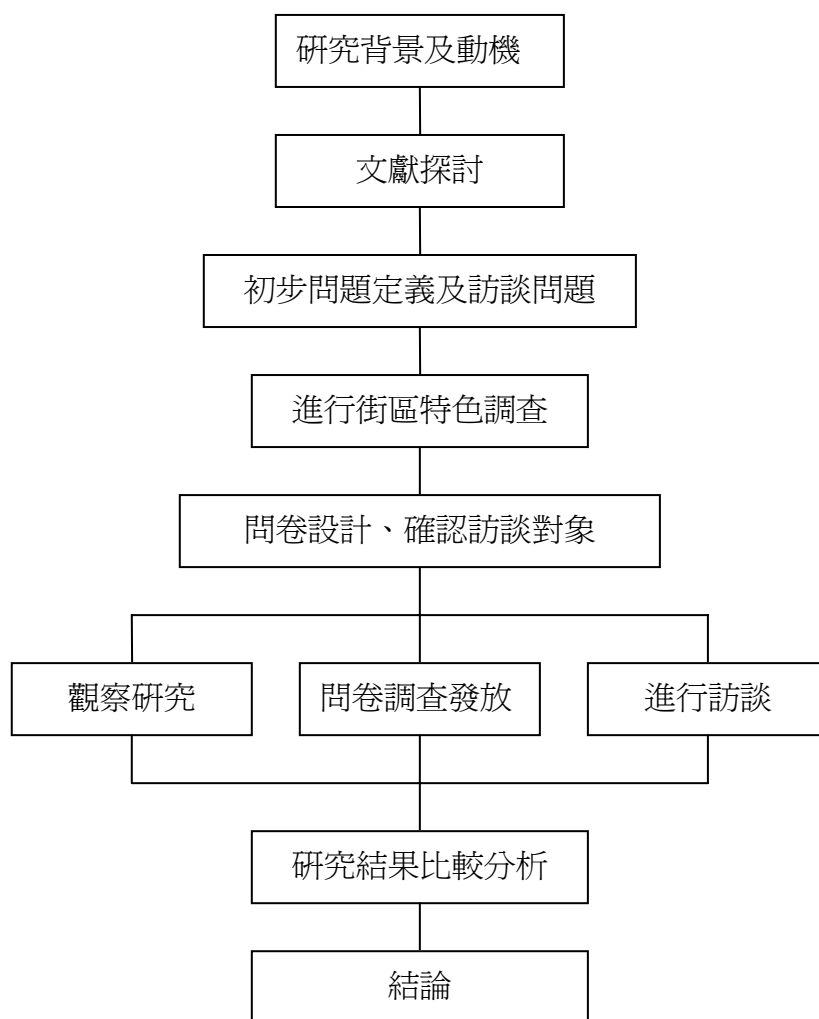 研究背景及動機
文獻探討
初步問題定義及訪談問題
進行街區特色調查
問卷設計、確認訪談對象
觀察研究
問卷調查發放
進行訪談
研究結果比較分析
結論